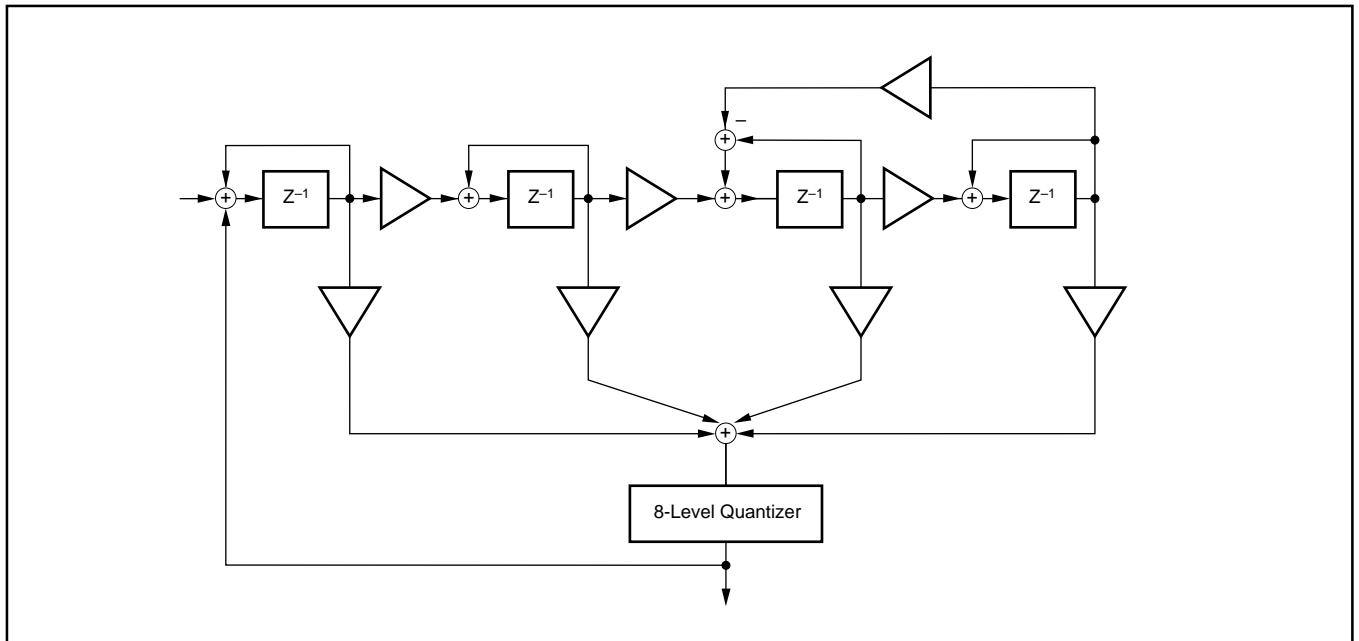 –
+
+
+
+
+
+
Z⁻¹
Z⁻¹
Z⁻¹
Z⁻¹
8-Level Quantizer